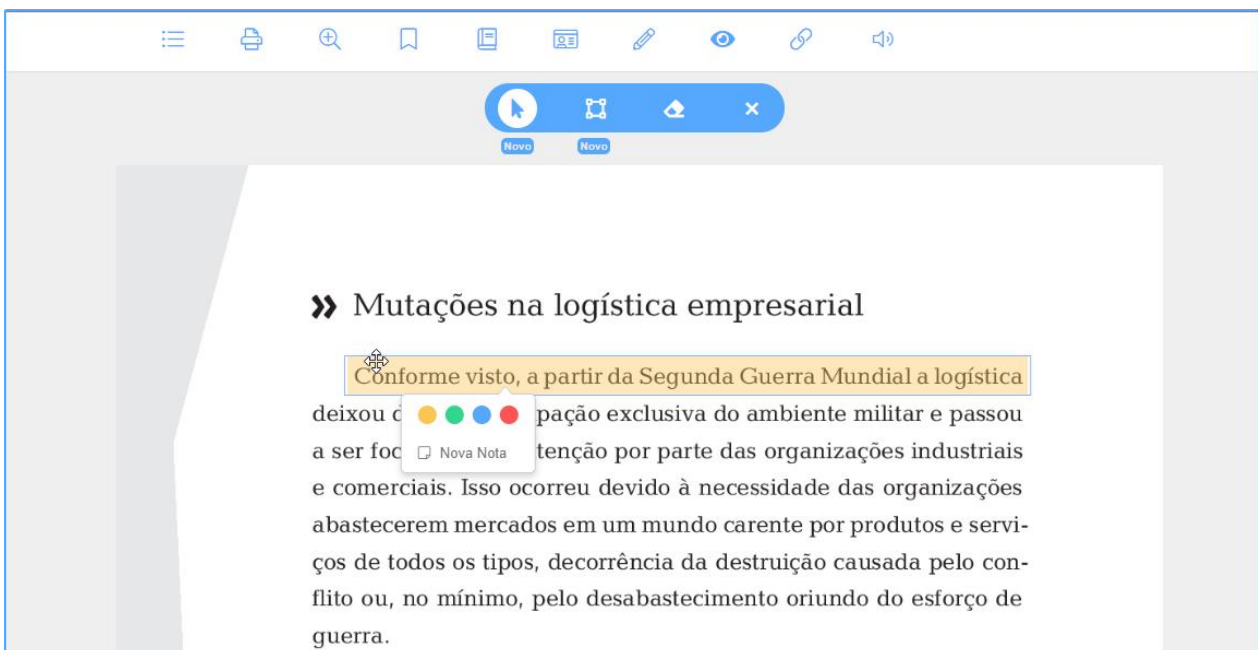 Novo
Novo
» Mutações na logística empresarial
Conforme visto, a partir da Segunda Guerra Mundial a logística
deixou pação exclusiva do ambiente militar e passou
a ser tenção por parte das organizações industriais
Nova Nota
e comerciais. Isso ocorreu devido à necessidade das organizações
abastecerem mercados em um mundo carente por produtos e servi-
ços de todos os tipos, decorrência da destruição causada pelo con-
flito ou, no mínimo, pelo desabastecimento oriundo do esforço de
guerra.